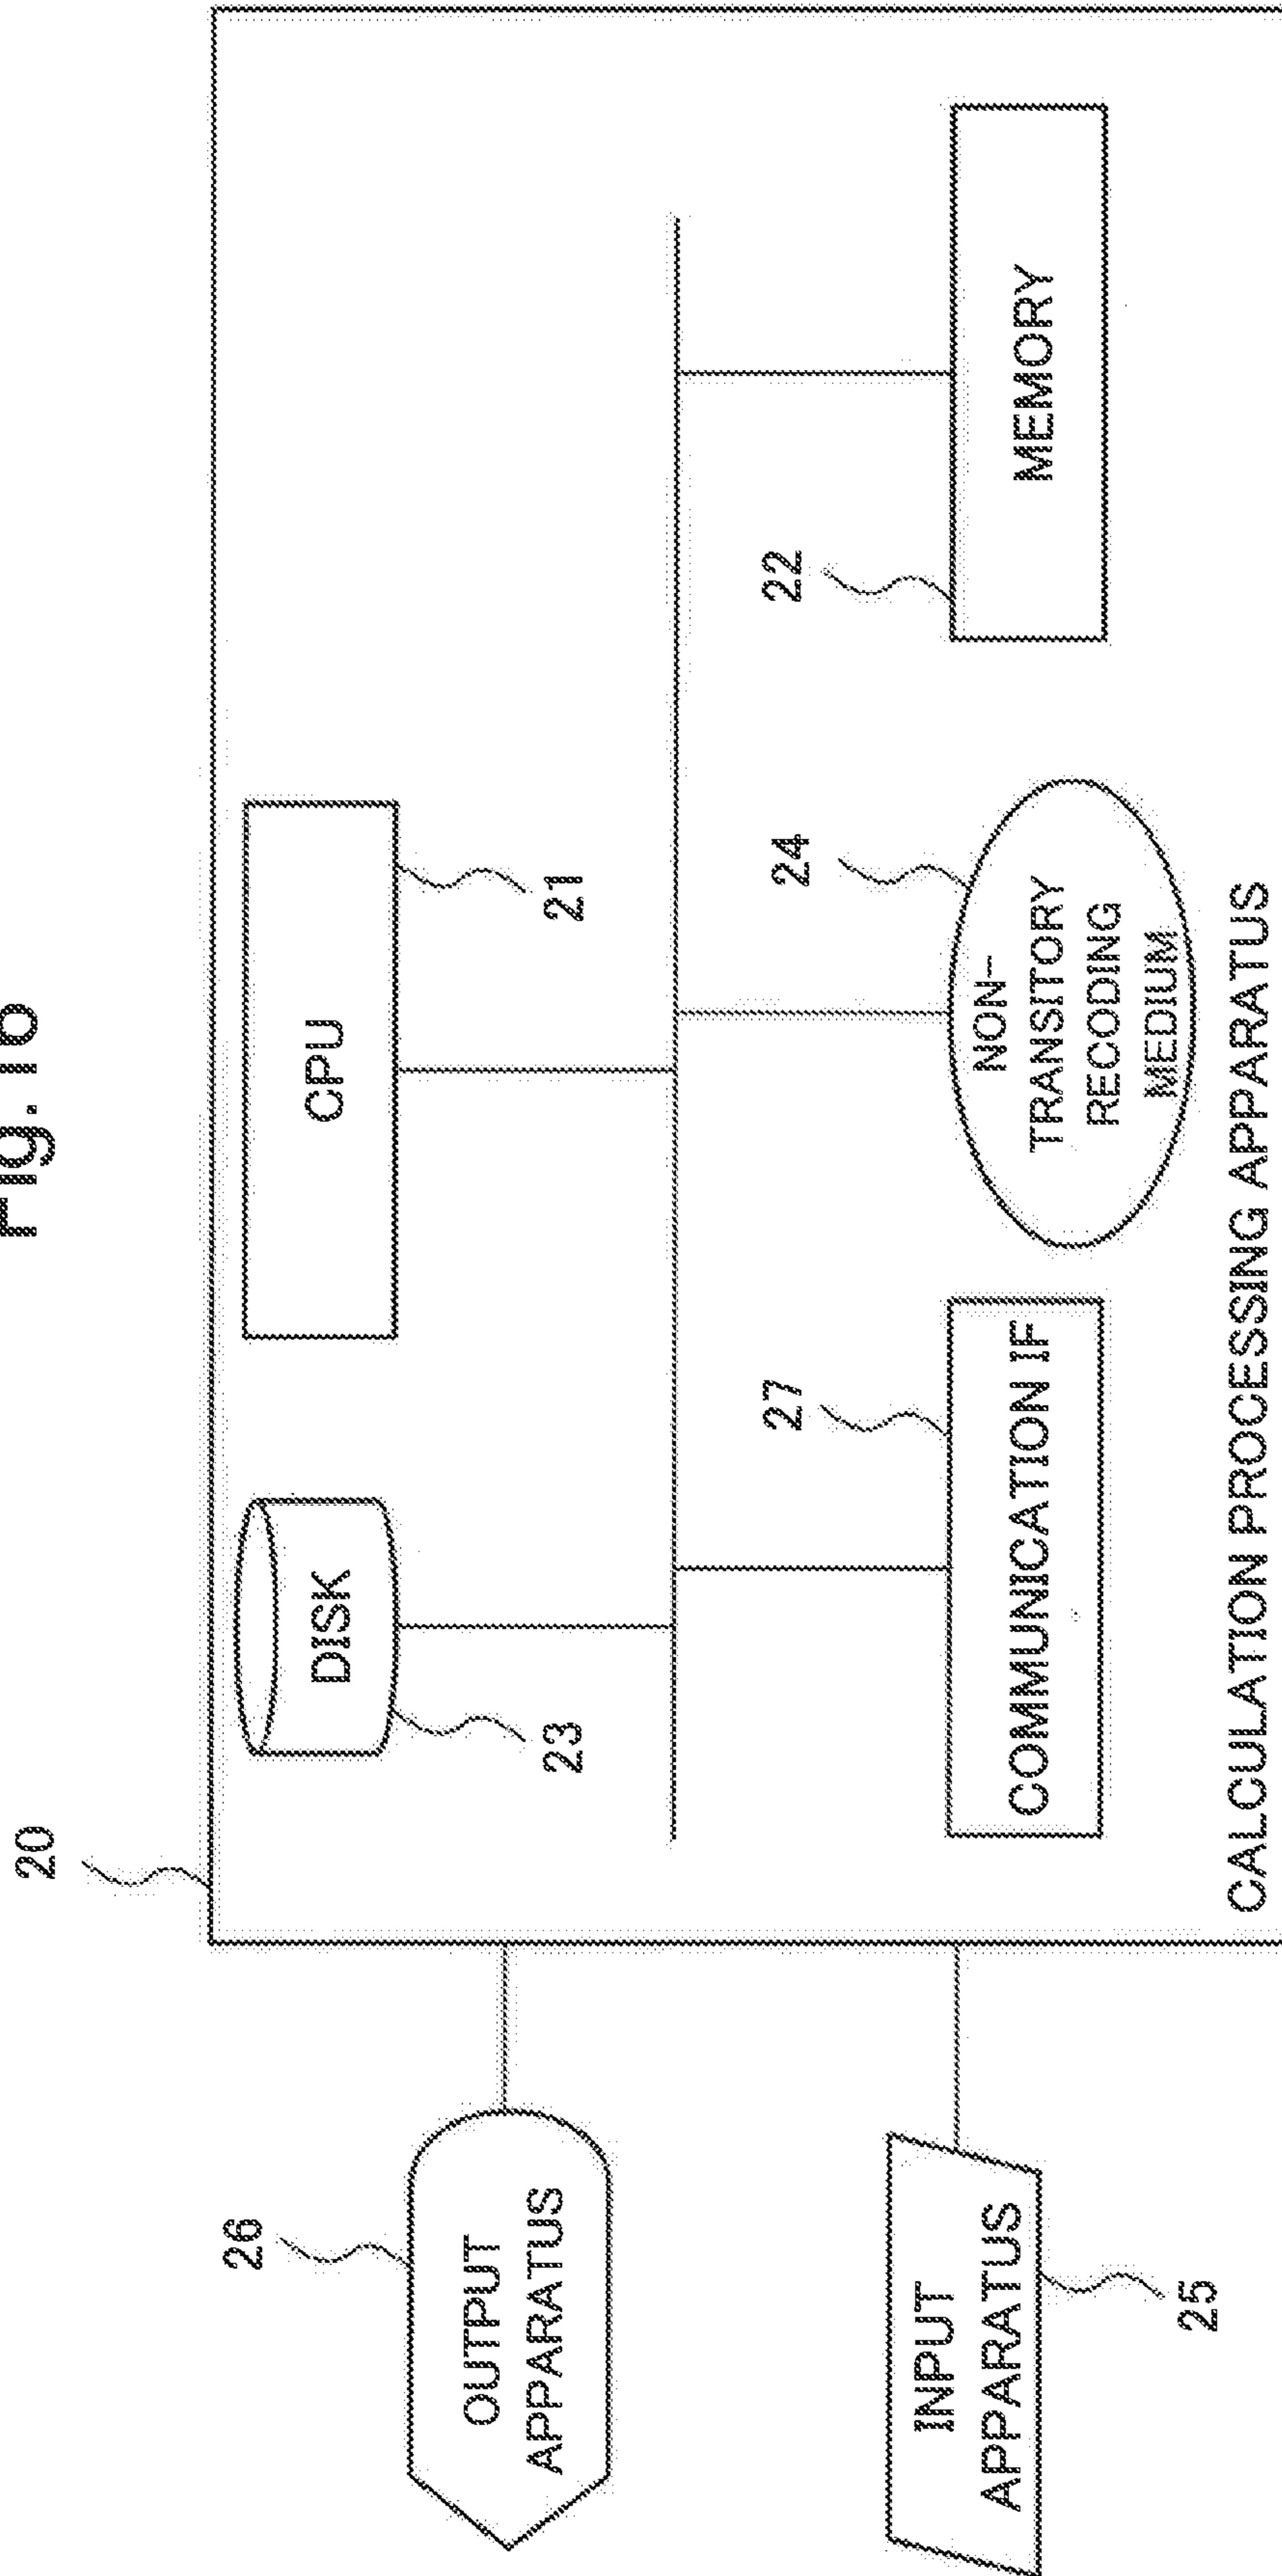 Fig.16
20
26
OUTPUT
APPARATUS
DISK
CPU
23
21
27
24
22
INPUT
APPARATUS
25
COMMUNICATION IF
NON-
TRANSITORY
RECODING
MEDIUM
MEMORY
CALCULATION PROCESSING APPARATUS